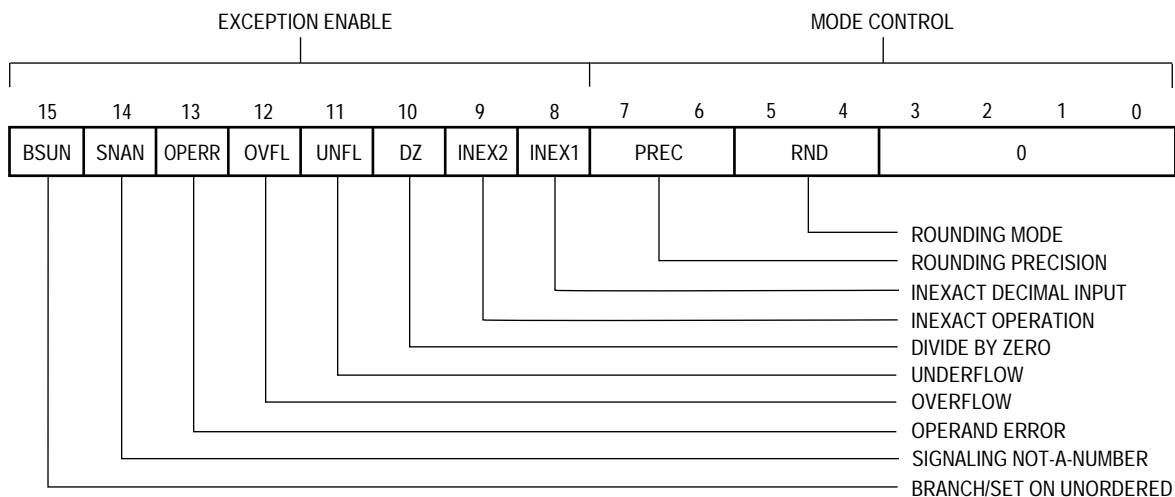 EXCEPTION ENABLE MODE CONTROL
15 14 13 12 11 10 9 8 7 6 5 4 3 2 1 0
BSUN SNAN OPERR OVFL UNFL DZ INEX2 INEX1 PREC RND 0
ROUNDING MODE
ROUNDING PRECISION
INEXACT DECIMAL INPUT
INEXACT OPERATION
DIVIDE BY ZERO
UNDERFLOW
OVERFLOW
OPERAND ERROR
SIGNALING NOT-A-NUMBER
BRANCH/SET ON UNORDERED